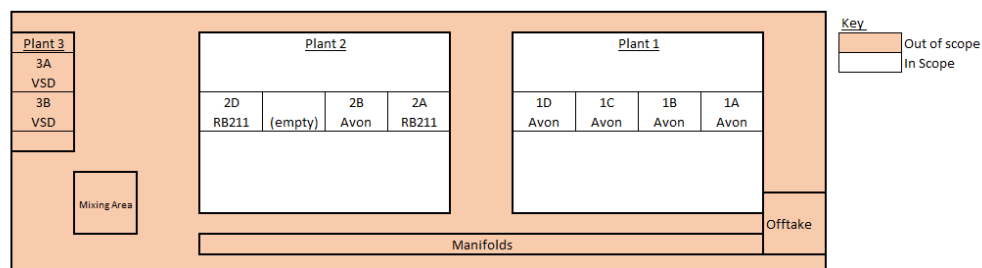 Key
Out of scope
In Scope
Plant 3
3A
VSD
3B
VSD
Plant 2
2D
RB211
(empty)
2B
Avon
2A
RB211
Plant 1
1D
Avon
1C
Avon
1B
Avon
1A
Avon
Mixing Area
Offtake
Manifolds